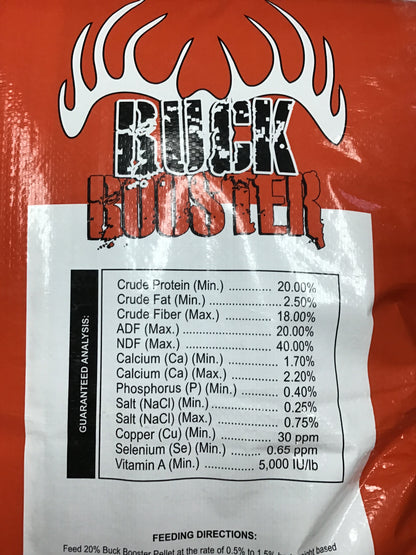 BUCK
BOOSTER
GUARANTEED ANALYSIS:
Crude Protein (Min.) .............. 20.00%
Crude Fat (Min.) ..................... 2.50%
Crude Fiber (Max.) ................. 18.00%
ADF (Max.) ............................ 20.00%
NDF (Max.) ............................ 40.00%
Calcium (Ca) (Min.) ................ 1.70%
Calcium (Ca) (Max.) ............... 2.20%
Phosphorus (P) (Min.) ............ 0.40%
Salt (NaCl) (Min.) ................... 0.25%
Salt (NaCl) (Max.) .................. 0.75%
Copper (Cu) (Min.) ................. 30 ppm
Selenium (Se) (Min.) .............. 0.65 ppm
Vitamin A (Min.) ................. 5,000 IU/lb
FEEDING DIRECTIONS:
Feed 20% Buck Booster Pellet at the rate of 0.5% to 1.5% based